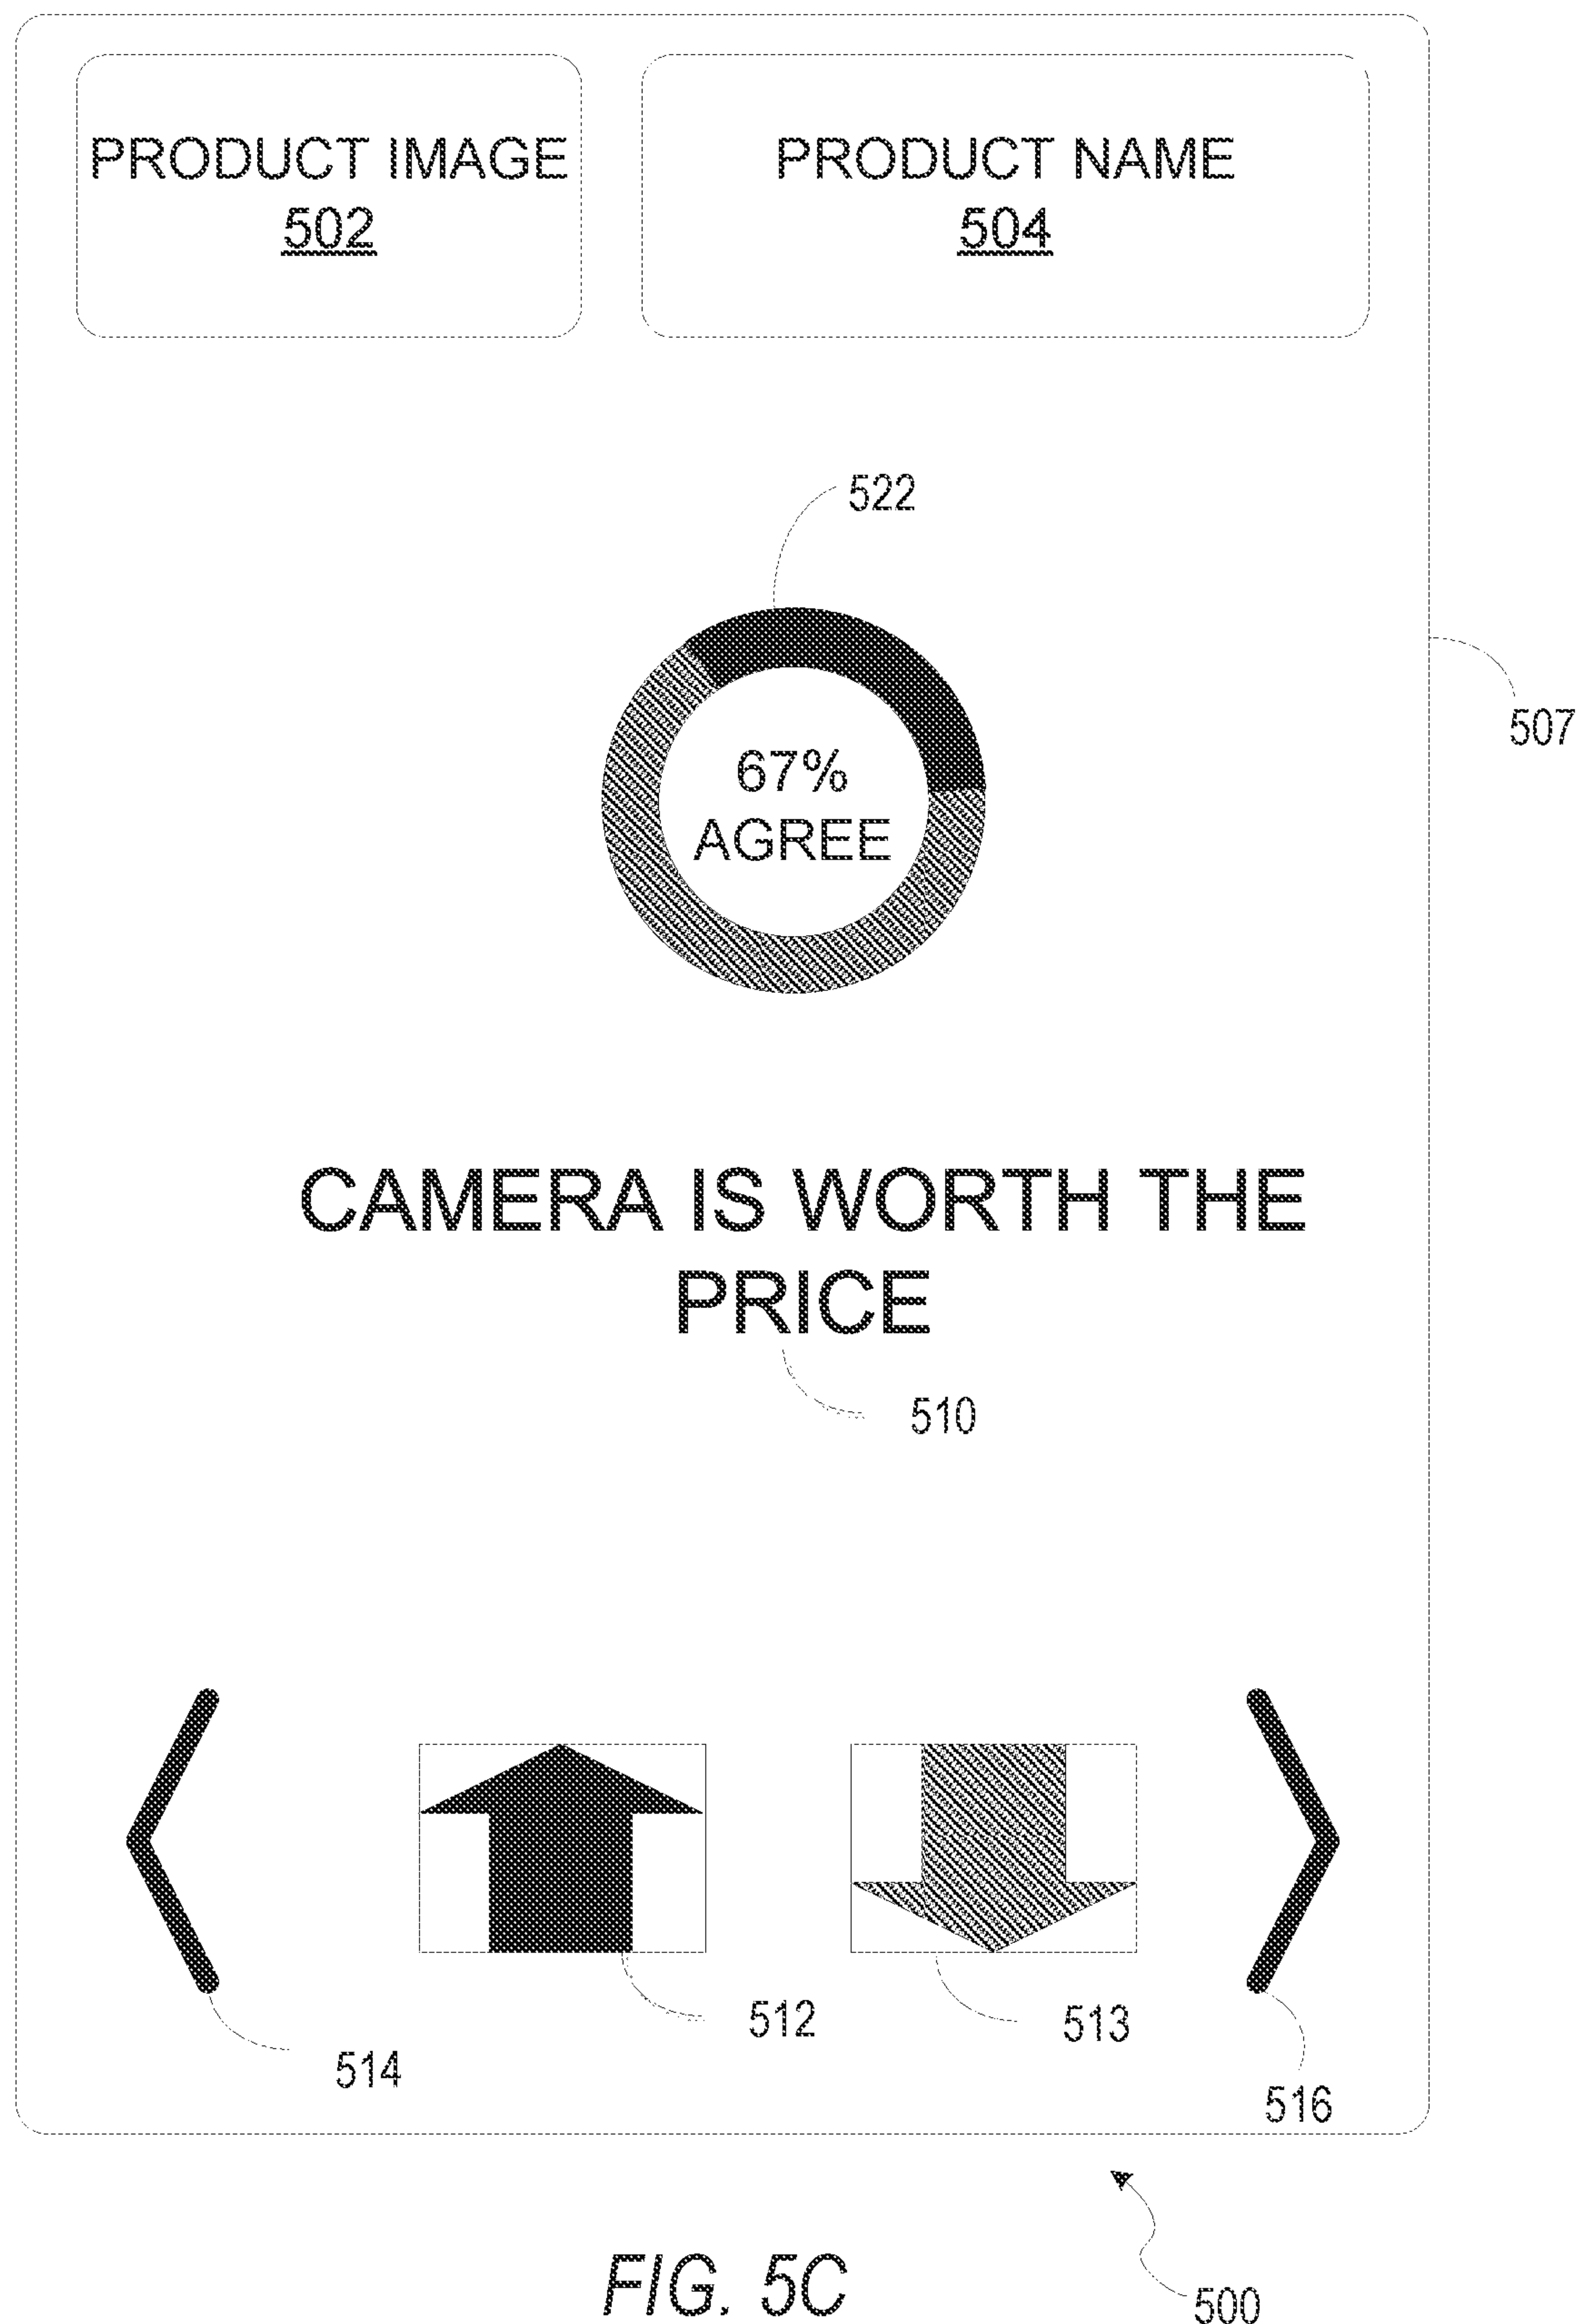 PRODUCT IMAGE
502
PRODUCT NAME
504
522
507
67%
AGREE
CAMERA IS WORTH THE
PRICE
510
512
513
514
516
500
FIG. 5C